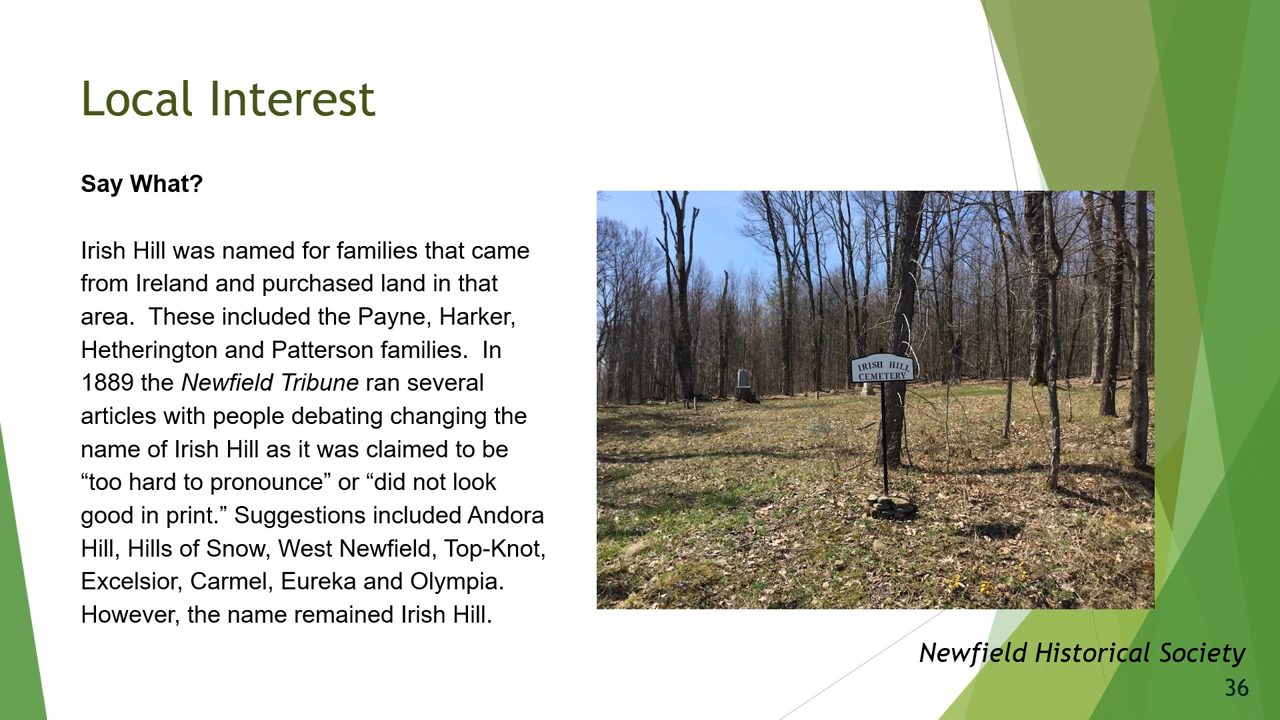 Local Interest
Say What?
Irish Hill was named for families that came
from Ireland and purchased land in that
area.  These included the Payne, Harker,
Hetherington and Patterson families.  In
1889 the Newfield Tribune ran several
articles with people debating changing the
name of Irish Hill as it was claimed to be
“too hard to pronounce” or “did not look
good in print.” Suggestions included Andora
Hill, Hills of Snow, West Newfield, Top-Knot,
Excelsior, Carmel, Eureka and Olympia.
However, the name remained Irish Hill.
IRISH HILL
CEMETERY
Newfield Historical Society
36